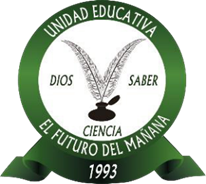 UNIDAD EDUCATIVA
DIOS SABER
CIENCIA
EL FUTURO DEL MAÑANA
1993